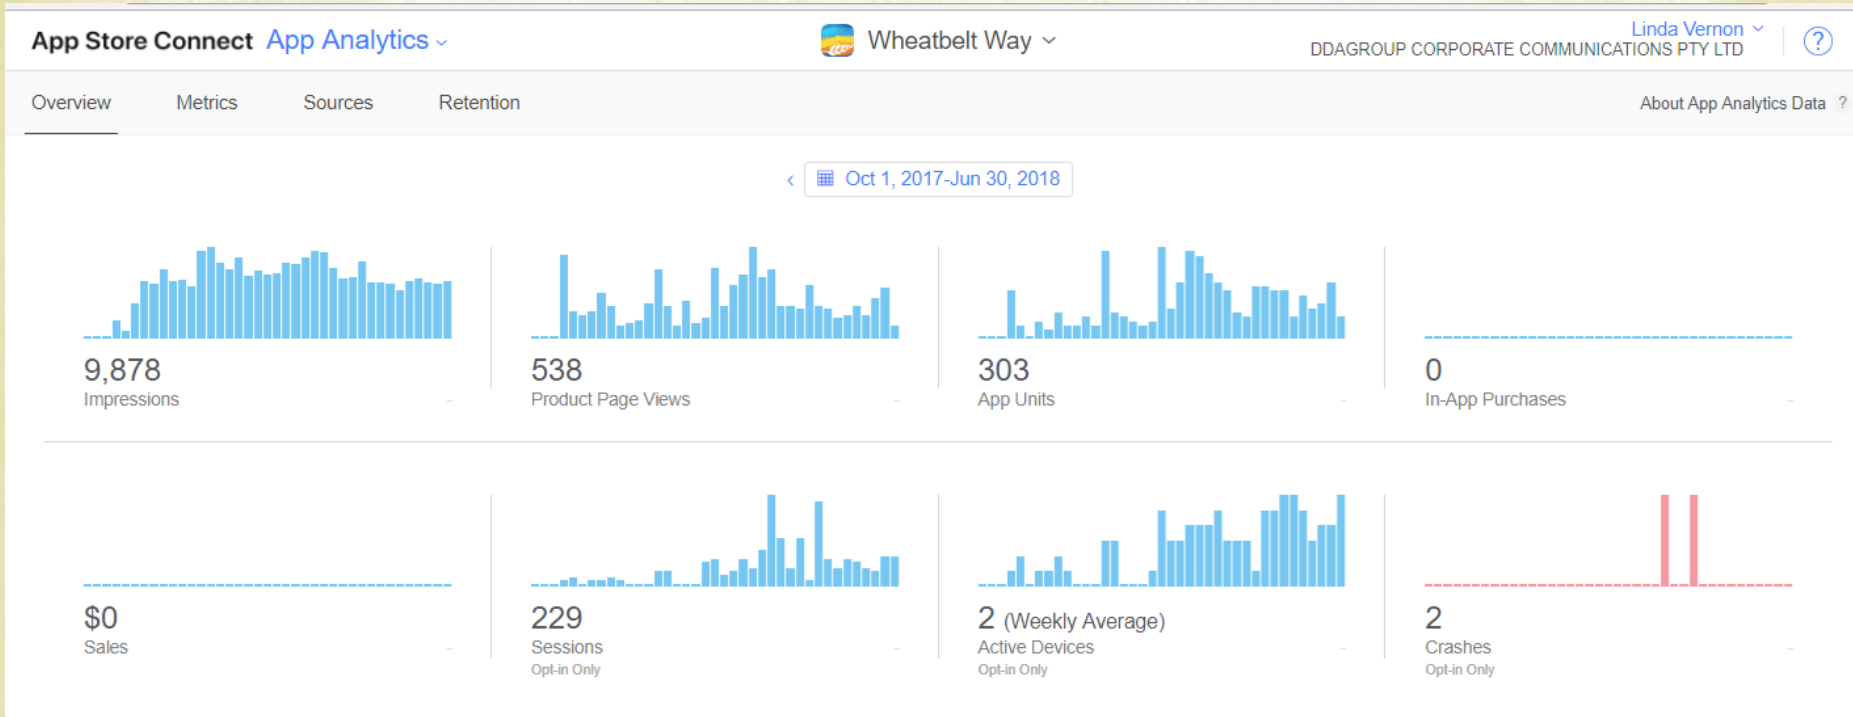 App Store Connect App Analytics
Wheatbelt Way
Linda Vernon
DDAGROUP CORPORATE COMMUNICATIONS PTY LTD
?
Overview Metrics Sources Retention
About App Analytics Data ?
Oct 1, 2017-Jun 30, 2018
9,878
Impressions
-
538
Product Page Views
-
303
App Units
-
0
In-App Purchases
-
$0
Sales
-
229
Sessions
-
Opt-in Only
2 (Weekly Average)
Active Devices
-
Opt-in Only
2
Crashes
-
Opt-in Only